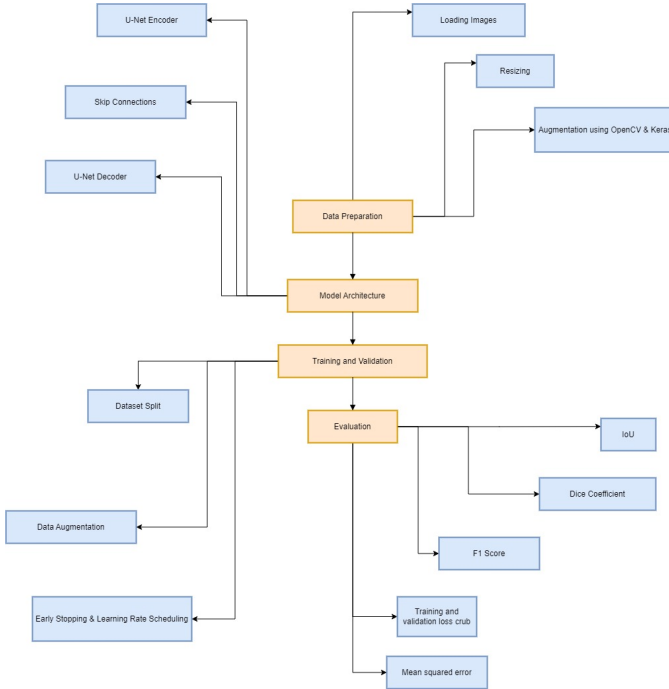 U-Net Encoder
Loading Images
Resizing
Skip Connections
Augmentation using OpenCV & Keras
U-Net Decoder
Data Preparation
Model Architecture
Training and Validation
Dataset Split
Evaluation
IoU
Dice Coefficient
Data Augmentation
F1 Score
Early Stopping & Learning Rate Scheduling
Training and
validation loss crub
Mean squared error